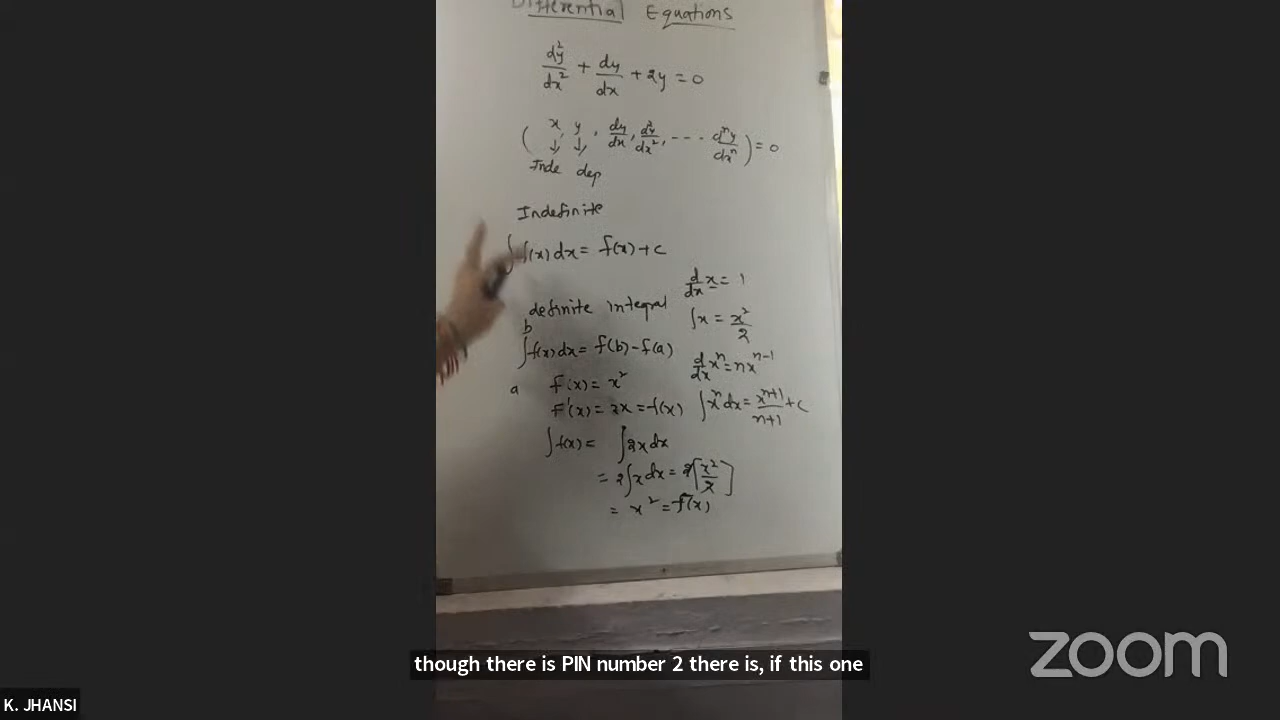 Differential Equations
d²y/dx² + dy/dx + 2y = 0
( x, y, dy/dx, d²y/dx², --- dⁿy/dxⁿ ) = 0
↓ ↓
Inde dep
Indefinite
∫f(x) dx = f(x) + c
d/dx x = 1
definite integral
∫x = x²/2
b
∫f(x) dx = f(b) - f(a)
a
d/dx xⁿ = nxⁿ⁻¹
F(x) = x²
F'(x) = 2x = f(x)
∫xⁿ dx = xⁿ⁺¹/n+1 + c
∫f(x) = ∫2x dx
= 2∫x dx = 2[x²/2]
= x² = f(x)
though there is PIN number 2 there is, if this one
zoom
K. JHANSI